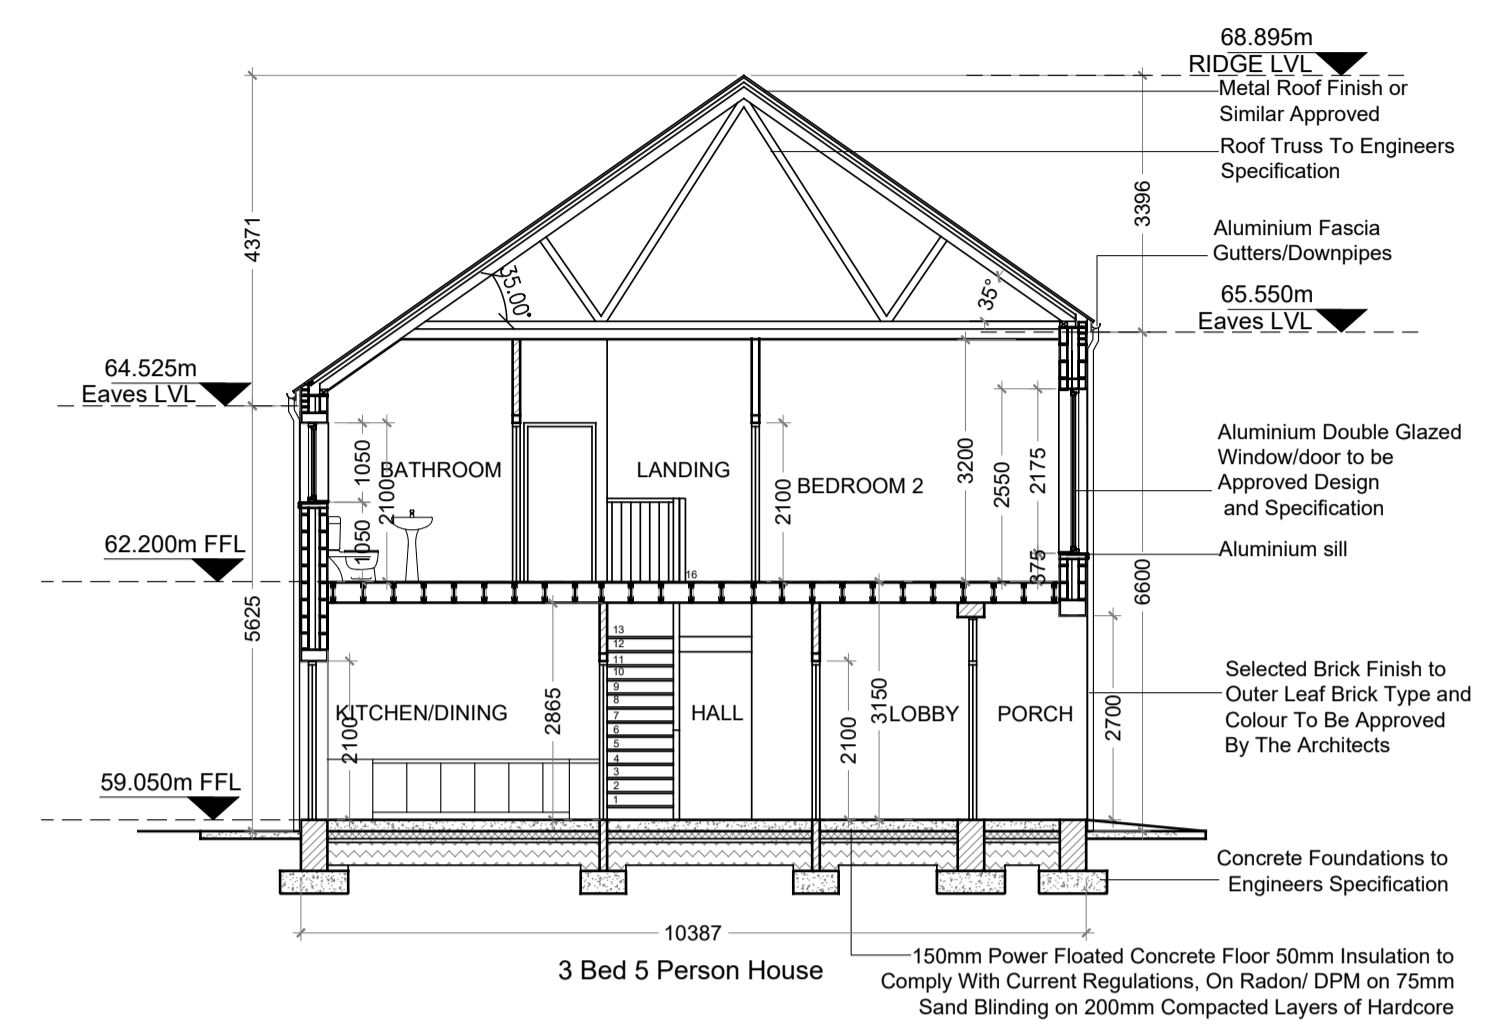 68.895m
RIDGE LVL
Metal Roof Finish or
Similar Approved
Roof Truss To Engineers
Specification
4371
3396
Aluminium Fascia
Gutters/Downpipes
35.00°
35°
65.550m
Eaves LVL
64.525m
Eaves LVL
1050
2100
1050
BATHROOM
LANDING
2100
BEDROOM 2
3200
2550
2175
375
Aluminium Double Glazed
Window/door to be
Approved Design
and Specification
Aluminium sill
62.200m FFL
16
5625
6600
13
12
11
10
9
8
7
6
5
4
3
2
1
KITCHEN/DINING
2100
2865
HALL
2100
3150
LOBBY
PORCH
2700
Selected Brick Finish to
Outer Leaf Brick Type and
Colour To Be Approved
By The Architects
59.050m FFL
Concrete Foundations to
Engineers Specification
10387
3 Bed 5 Person House
150mm Power Floated Concrete Floor 50mm Insulation to
Comply With Current Regulations, On Radon/ DPM on 75mm
Sand Blinding on 200mm Compacted Layers of Hardcore